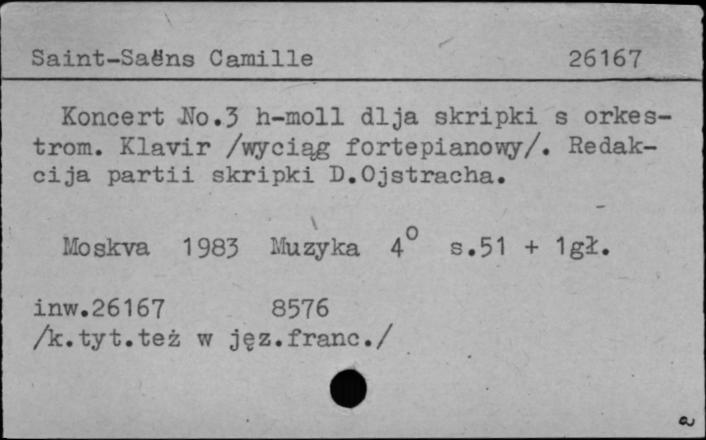 Saint-Saëns Camille 26167
Koncert No.3 h-moll dlja skripki s orkes-
trom. Klavir /wyciąg fortepianowy/. Redak-
cija partii skripki D.Ojstracha.
Moskva 1983 Muzyka 4° s.51 + 1gł.
inw.26167 8576
/k.tyt.też w jęz.franc./